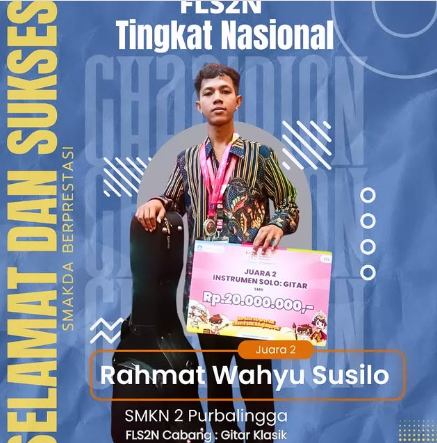 FLS2N
Tingkat Nasional
SELAMAT DAN SUKSES
SMAKDA BERPRESTASI
CHAMPION
JUARA 2
INSTRUMEN SOLO: GITAR
Rp.20.000.000,-
Juara 2
Rahmat Wahyu Susilo
SMKN 2 Purbalingga
FLS2N Cabang : Gitar Klasik